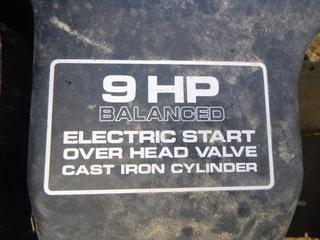 9 HP
BALANCED
ELECTRIC START
OVER HEAD VALVE
CAST IRON CYLINDER